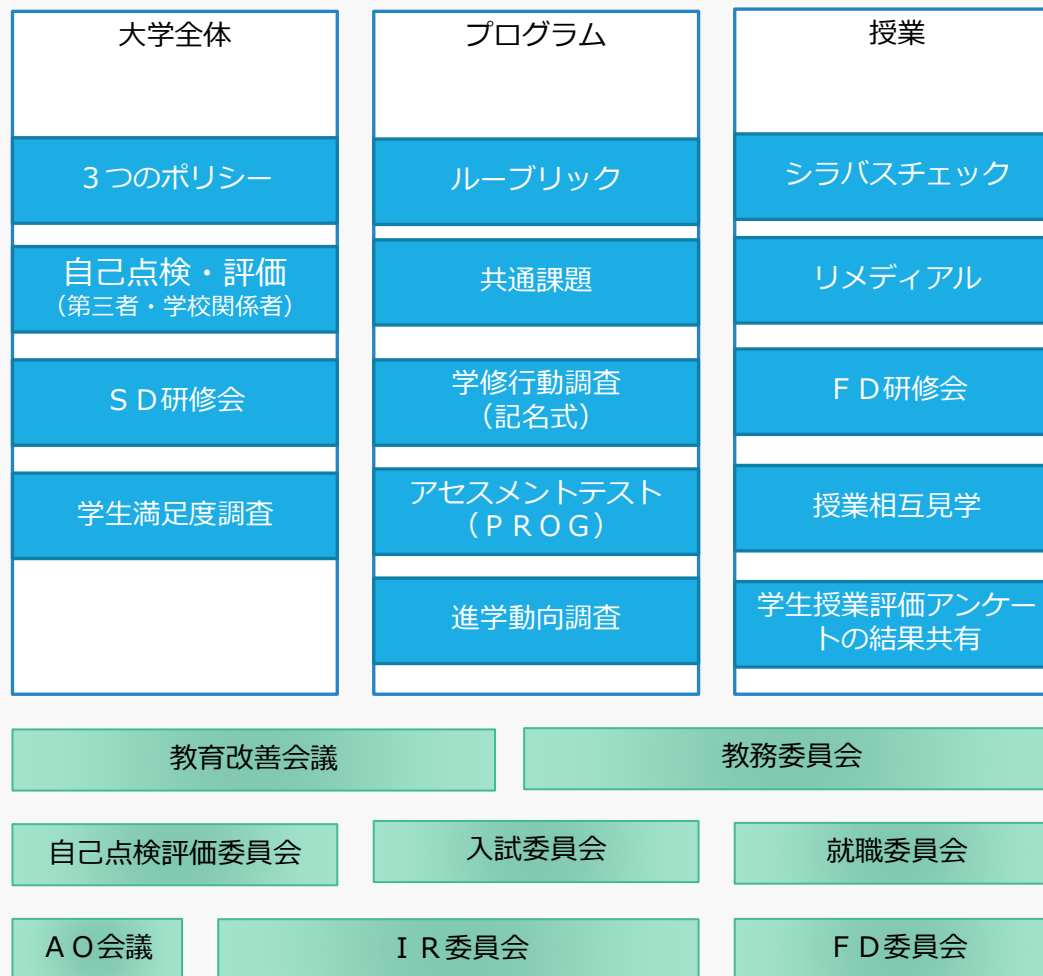 大学全体
３つのポリシー
自己点検・評価
（第三者・学校関係者）
ＳＤ研修会
学生満足度調査
プログラム
ルーブリック
共通課題
学修行動調査
（記名式）
アセスメントテスト
（ＰＲＯＧ）
進学動向調査
授業
シラバスチェック
リメディアル
ＦＤ研修会
授業相互見学
学生授業評価アンケー
トの結果共有
教育改善会議
教務委員会
自己点検評価委員会
入試委員会
就職委員会
ＡＯ会議
ＩＲ委員会
ＦＤ委員会